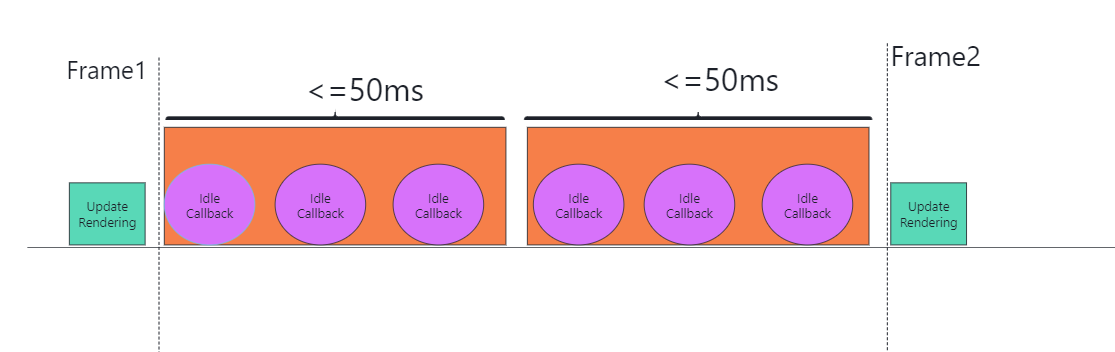 Frame1
<=50ms
<=50ms
Frame2
Update
Rendering
Idle
Callback
Idle
Callback
Idle
Callback
Idle
Callback
Idle
Callback
Idle
Callback
Update
Rendering